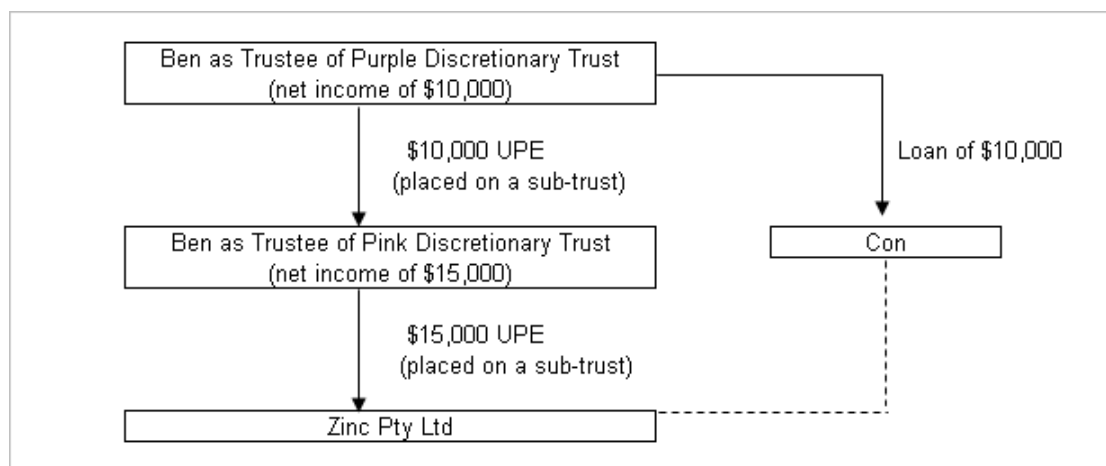 Ben as Trustee of Purple Discretionary Trust
(net income of $10,000)
$10,000 UPE
(placed on a sub-trust)
Loan of $10,000
Ben as Trustee of Pink Discretionary Trust
(net income of $15,000)
Con
$15,000 UPE
(placed on a sub-trust)
Zinc Pty Ltd